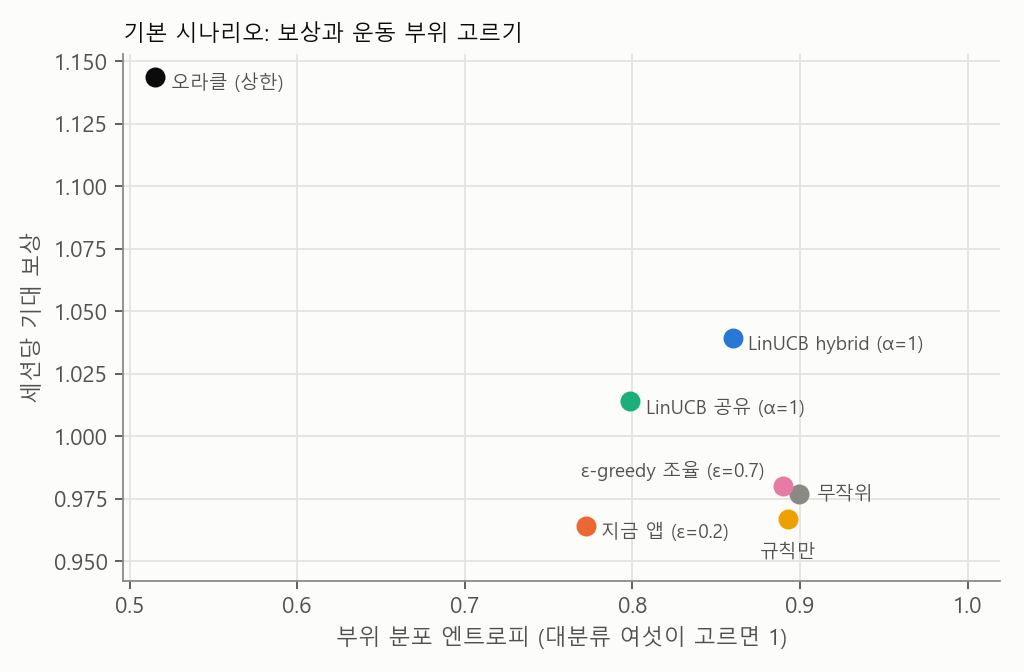 기본 시나리오: 보상과 운동 부위 고르기
세션당 기대 보상
1.150
1.125
1.100
1.075
1.050
1.025
1.000
0.975
0.950
오라클 (상한)
LinUCB hybrid (α=1)
LinUCB 공유 (α=1)
ε-greedy 조율 (ε=0.7)
무작위
지금 앱 (ε=0.2)
규칙만
0.5 0.6 0.7 0.8 0.9 1.0
부위 분포 엔트로피 (대분류 여섯이 고르면 1)